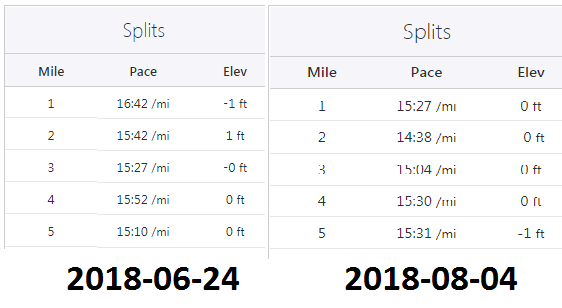 Splits
Mile Pace Elev
1 16:42 /mi -1 ft
2 15:42 /mi 1 ft
3 15:27 /mi -0 ft
4 15:52 /mi 0 ft
5 15:10 /mi 0 ft
2018-06-24
Splits
Mile Pace Elev
1 15:27 /mi 0 ft
2 14:38 /mi 0 ft
3 15:04 /mi 0 ft
4 15:30 /mi 0 ft
5 15:31 /mi -1 ft
2018-08-04